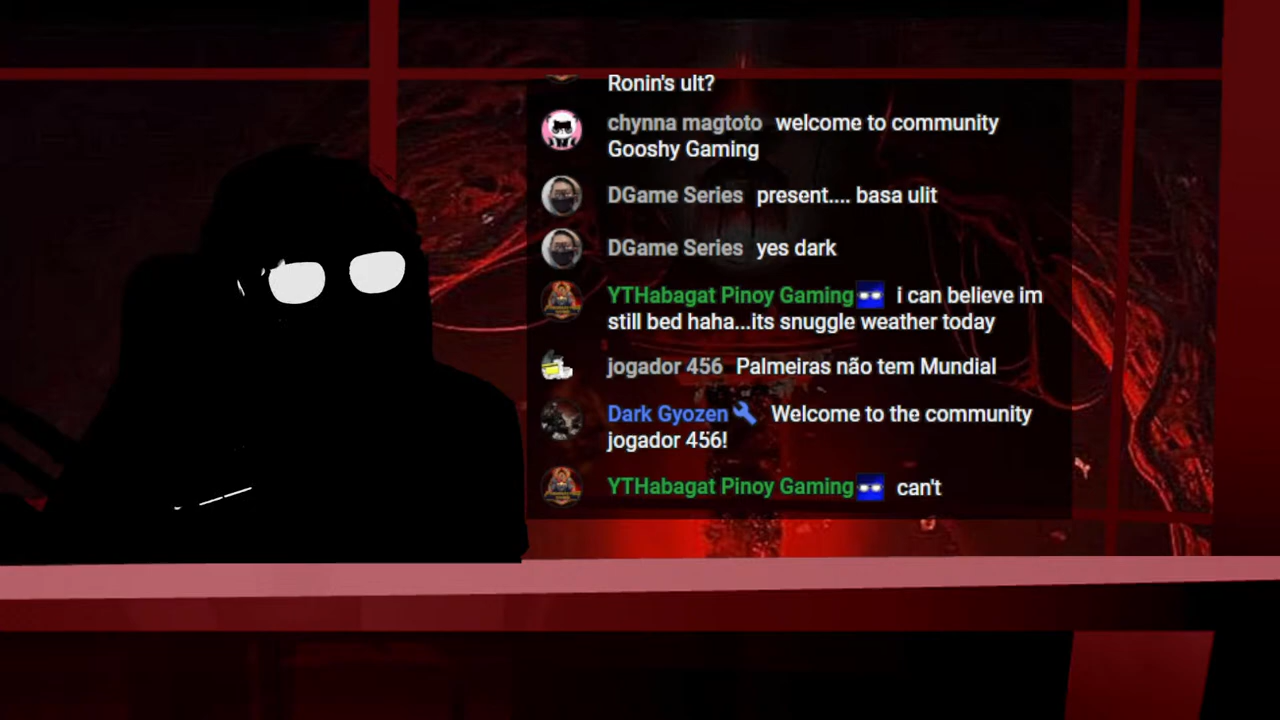 Ronin's ult?
chynna magtoto welcome to community
Gooshy Gaming
DGame Series present.... basa ulit
DGame Series yes dark
YTHabagat Pinoy Gaming i can believe im
still bed haha...its snuggle weather today
jogador 456 Palmeiras não tem Mundial
Dark Gyozen Welcome to the community
jogador 456!
YTHabagat Pinoy Gaming can't